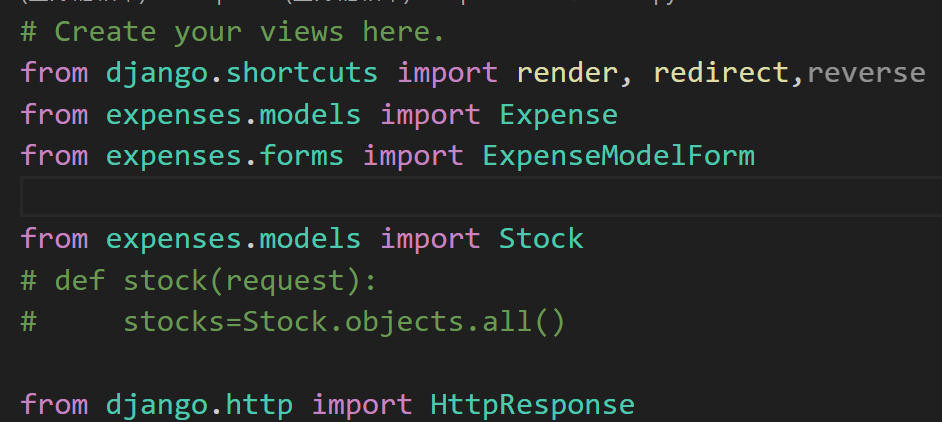 # Create your views here.
from django.shortcuts import render, redirect,reverse
from expenses.models import Expense
from expenses.forms import ExpenseModelForm
from expenses.models import Stock
# def stock(request):
#     stocks=Stock.objects.all()
from django.http import HttpResponse